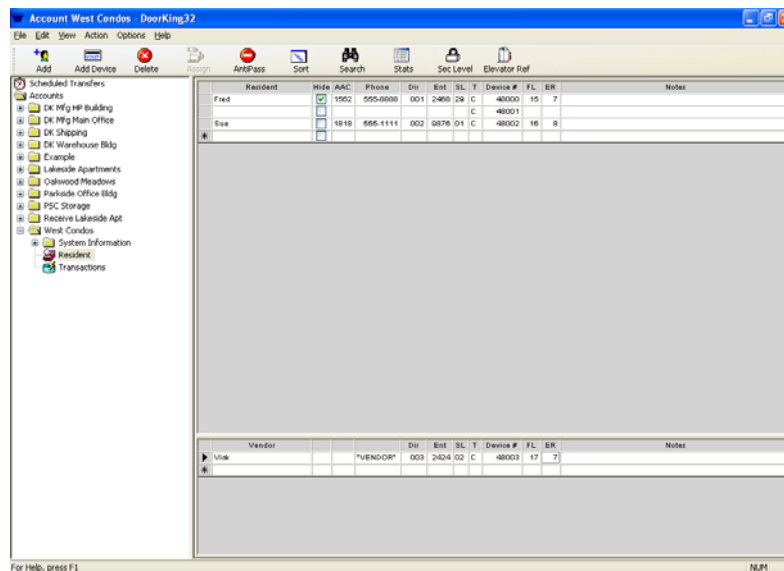 Account West Condos - DoorKing32
File Edit View Action Options Help
Add Add Device Delete Assign AntiPass Sort Search Stats Sec Level Elevator Ref
Scheduled Transfers
Accounts
DK Mfg HP Building
DK Mfg Main Office
DK Shipping
DK Warehouse Bldg
Example
Lakeside Apartments
Oakwood Meadows
Parkside Office Bldg
PSC Storage
Receive Lakeside Apt
West Condos
System Information
Resident
Transactions
Resident Hide AAC Phone Dir Ent SL T Device # FL ER Notes
Fred 1562 555-8888 001 2468 29 C 48000 15 7
C 48001
Sue 1818 555-1111 002 9876 01 C 48002 16 8
Vendor Dir Ent SL T Device # FL ER Notes
*VENDOR* 003 2424 02 C 48003 17 7
For Help, press F1 NUM